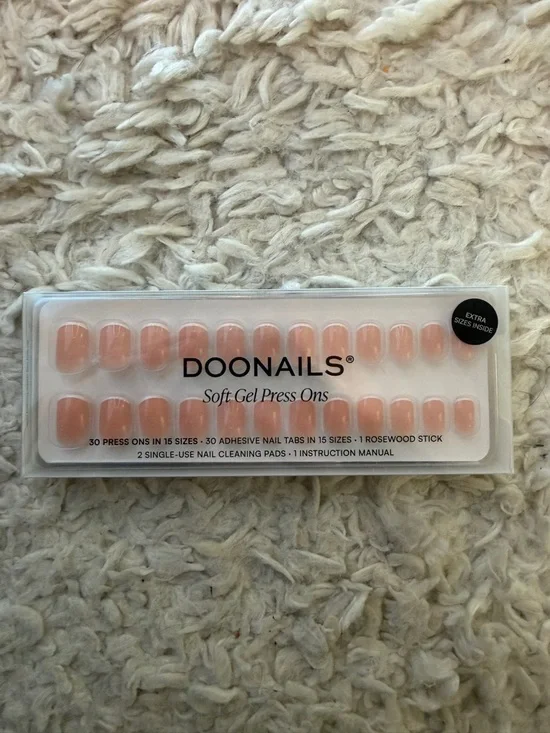 EXTRA
SIZES INSIDE
DOONAILS®
Soft Gel Press Ons
30 PRESS ONS IN 15 SIZES • 30 ADHESIVE NAIL TABS IN 15 SIZES • 1 ROSEWOOD STICK
2 SINGLE-USE NAIL CLEANING PADS • 1 INSTRUCTION MANUAL